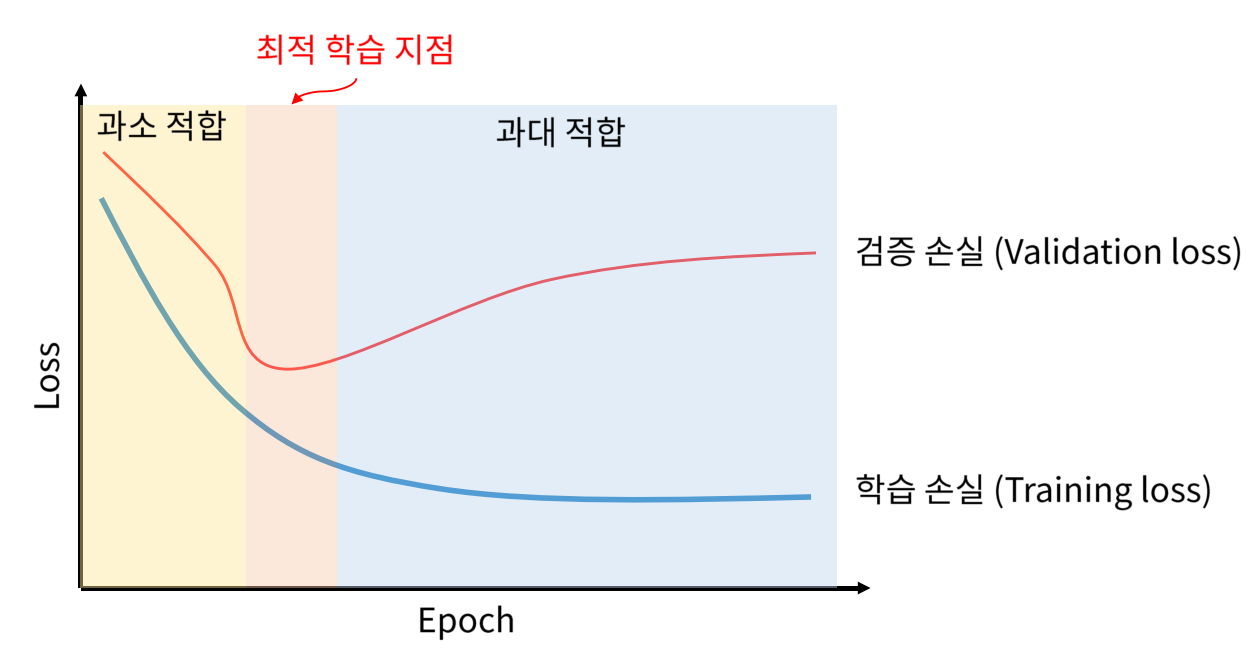 최적 학습 지점
과소 적합
과대 적합
검증 손실 (Validation loss)
Loss
학습 손실 (Training loss)
Epoch